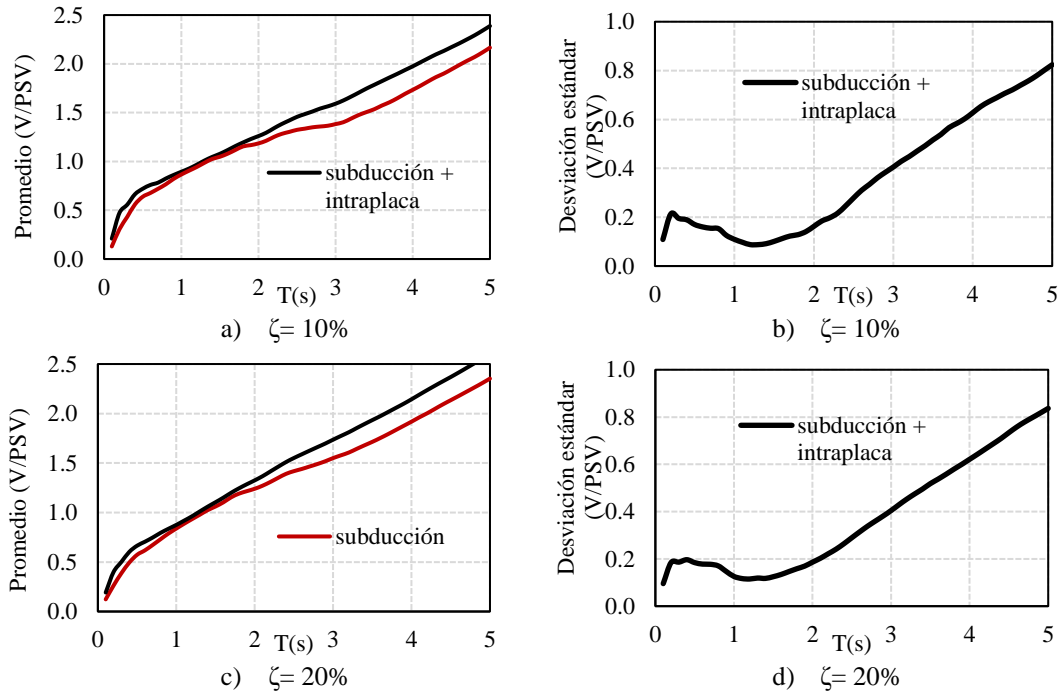 Promedio (V/PSV)
2.5
2.0
1.5
1.0
0.5
0.0
subducción +
intraplaca
0 1 2 3 4 5
T(s)
a) ζ= 10%
Desviación estándar
(V/PSV)
1.0
0.8
0.6
0.4
0.2
0.0
subducción +
intraplaca
0 1 2 3 4 5
T(s)
b) ζ= 10%
Promedio (V/PSV)
2.5
2.0
1.5
1.0
0.5
0.0
subducción
0 1 2 3 4 5
T(s)
c) ζ= 20%
Desviación estándar
(V/PSV)
1.0
0.8
0.6
0.4
0.2
0.0
subducción +
intraplaca
0 1 2 3 4 5
T(s)
d) ζ= 20%